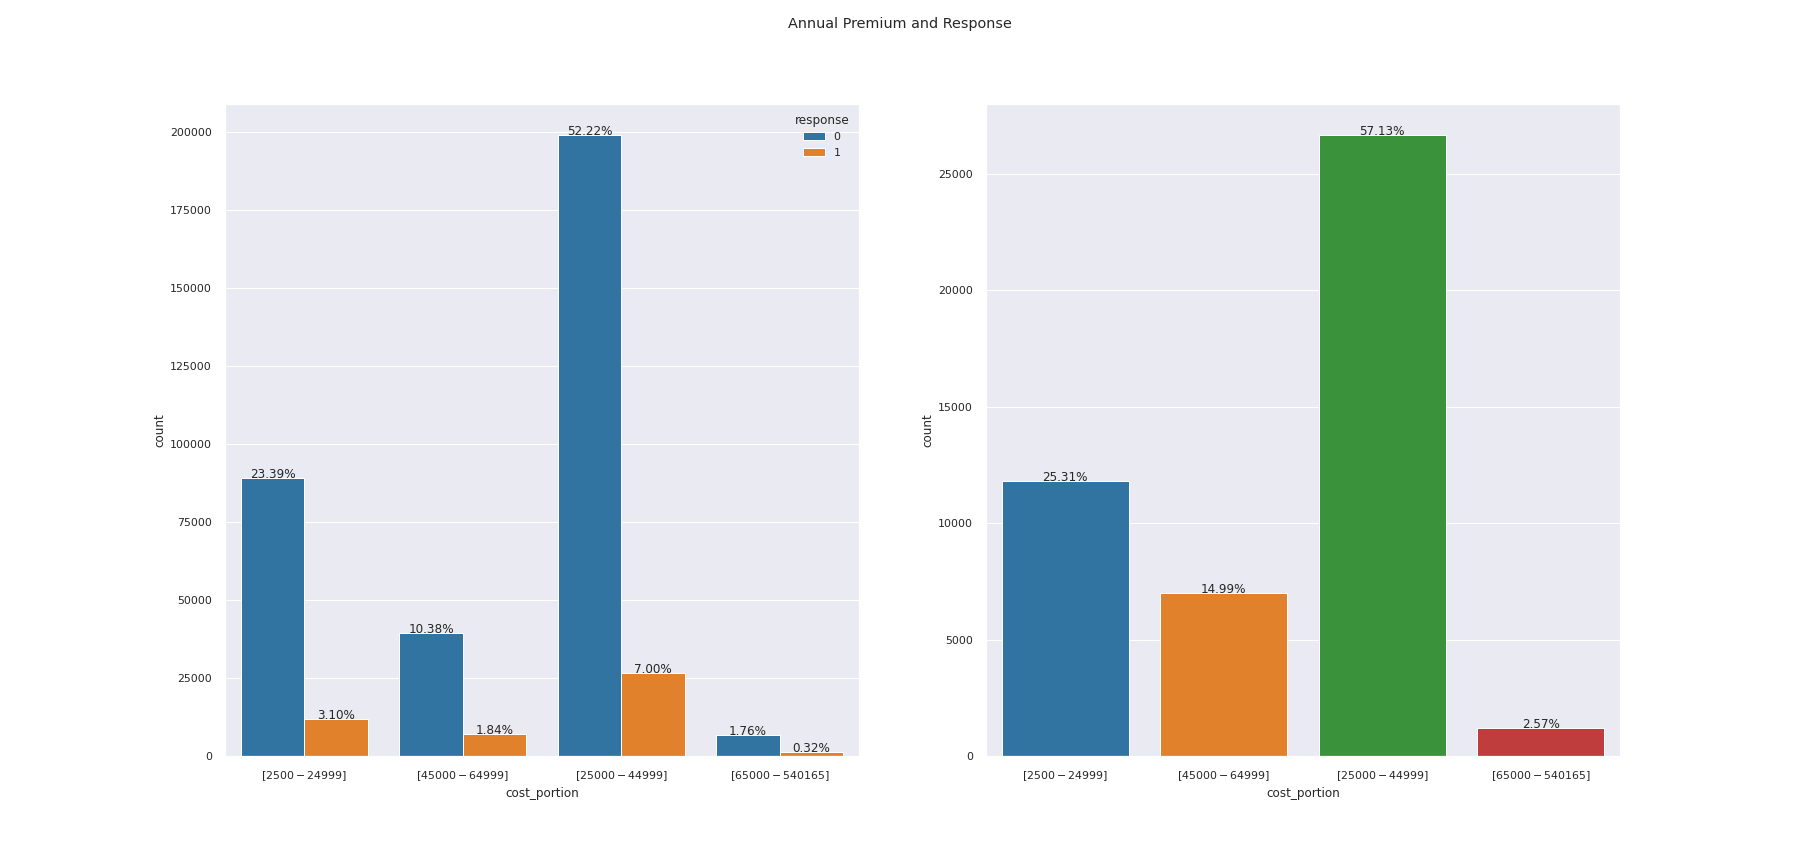 Annual Premium and Response
200000
175000
150000
125000
100000
75000
50000
25000
0
count
52.22%
23.39%
10.38%
7.00%
3.10%
1.84%
1.76%
0.32%
response
0
1
[2500 − 24999]
[45000 − 64999]
[25000 − 44999]
[65000 − 540165]
cost_portion
25000
20000
15000
10000
5000
0
count
57.13%
25.31%
14.99%
2.57%
[2500 − 24999]
[45000 − 64999]
[25000 − 44999]
[65000 − 540165]
cost_portion